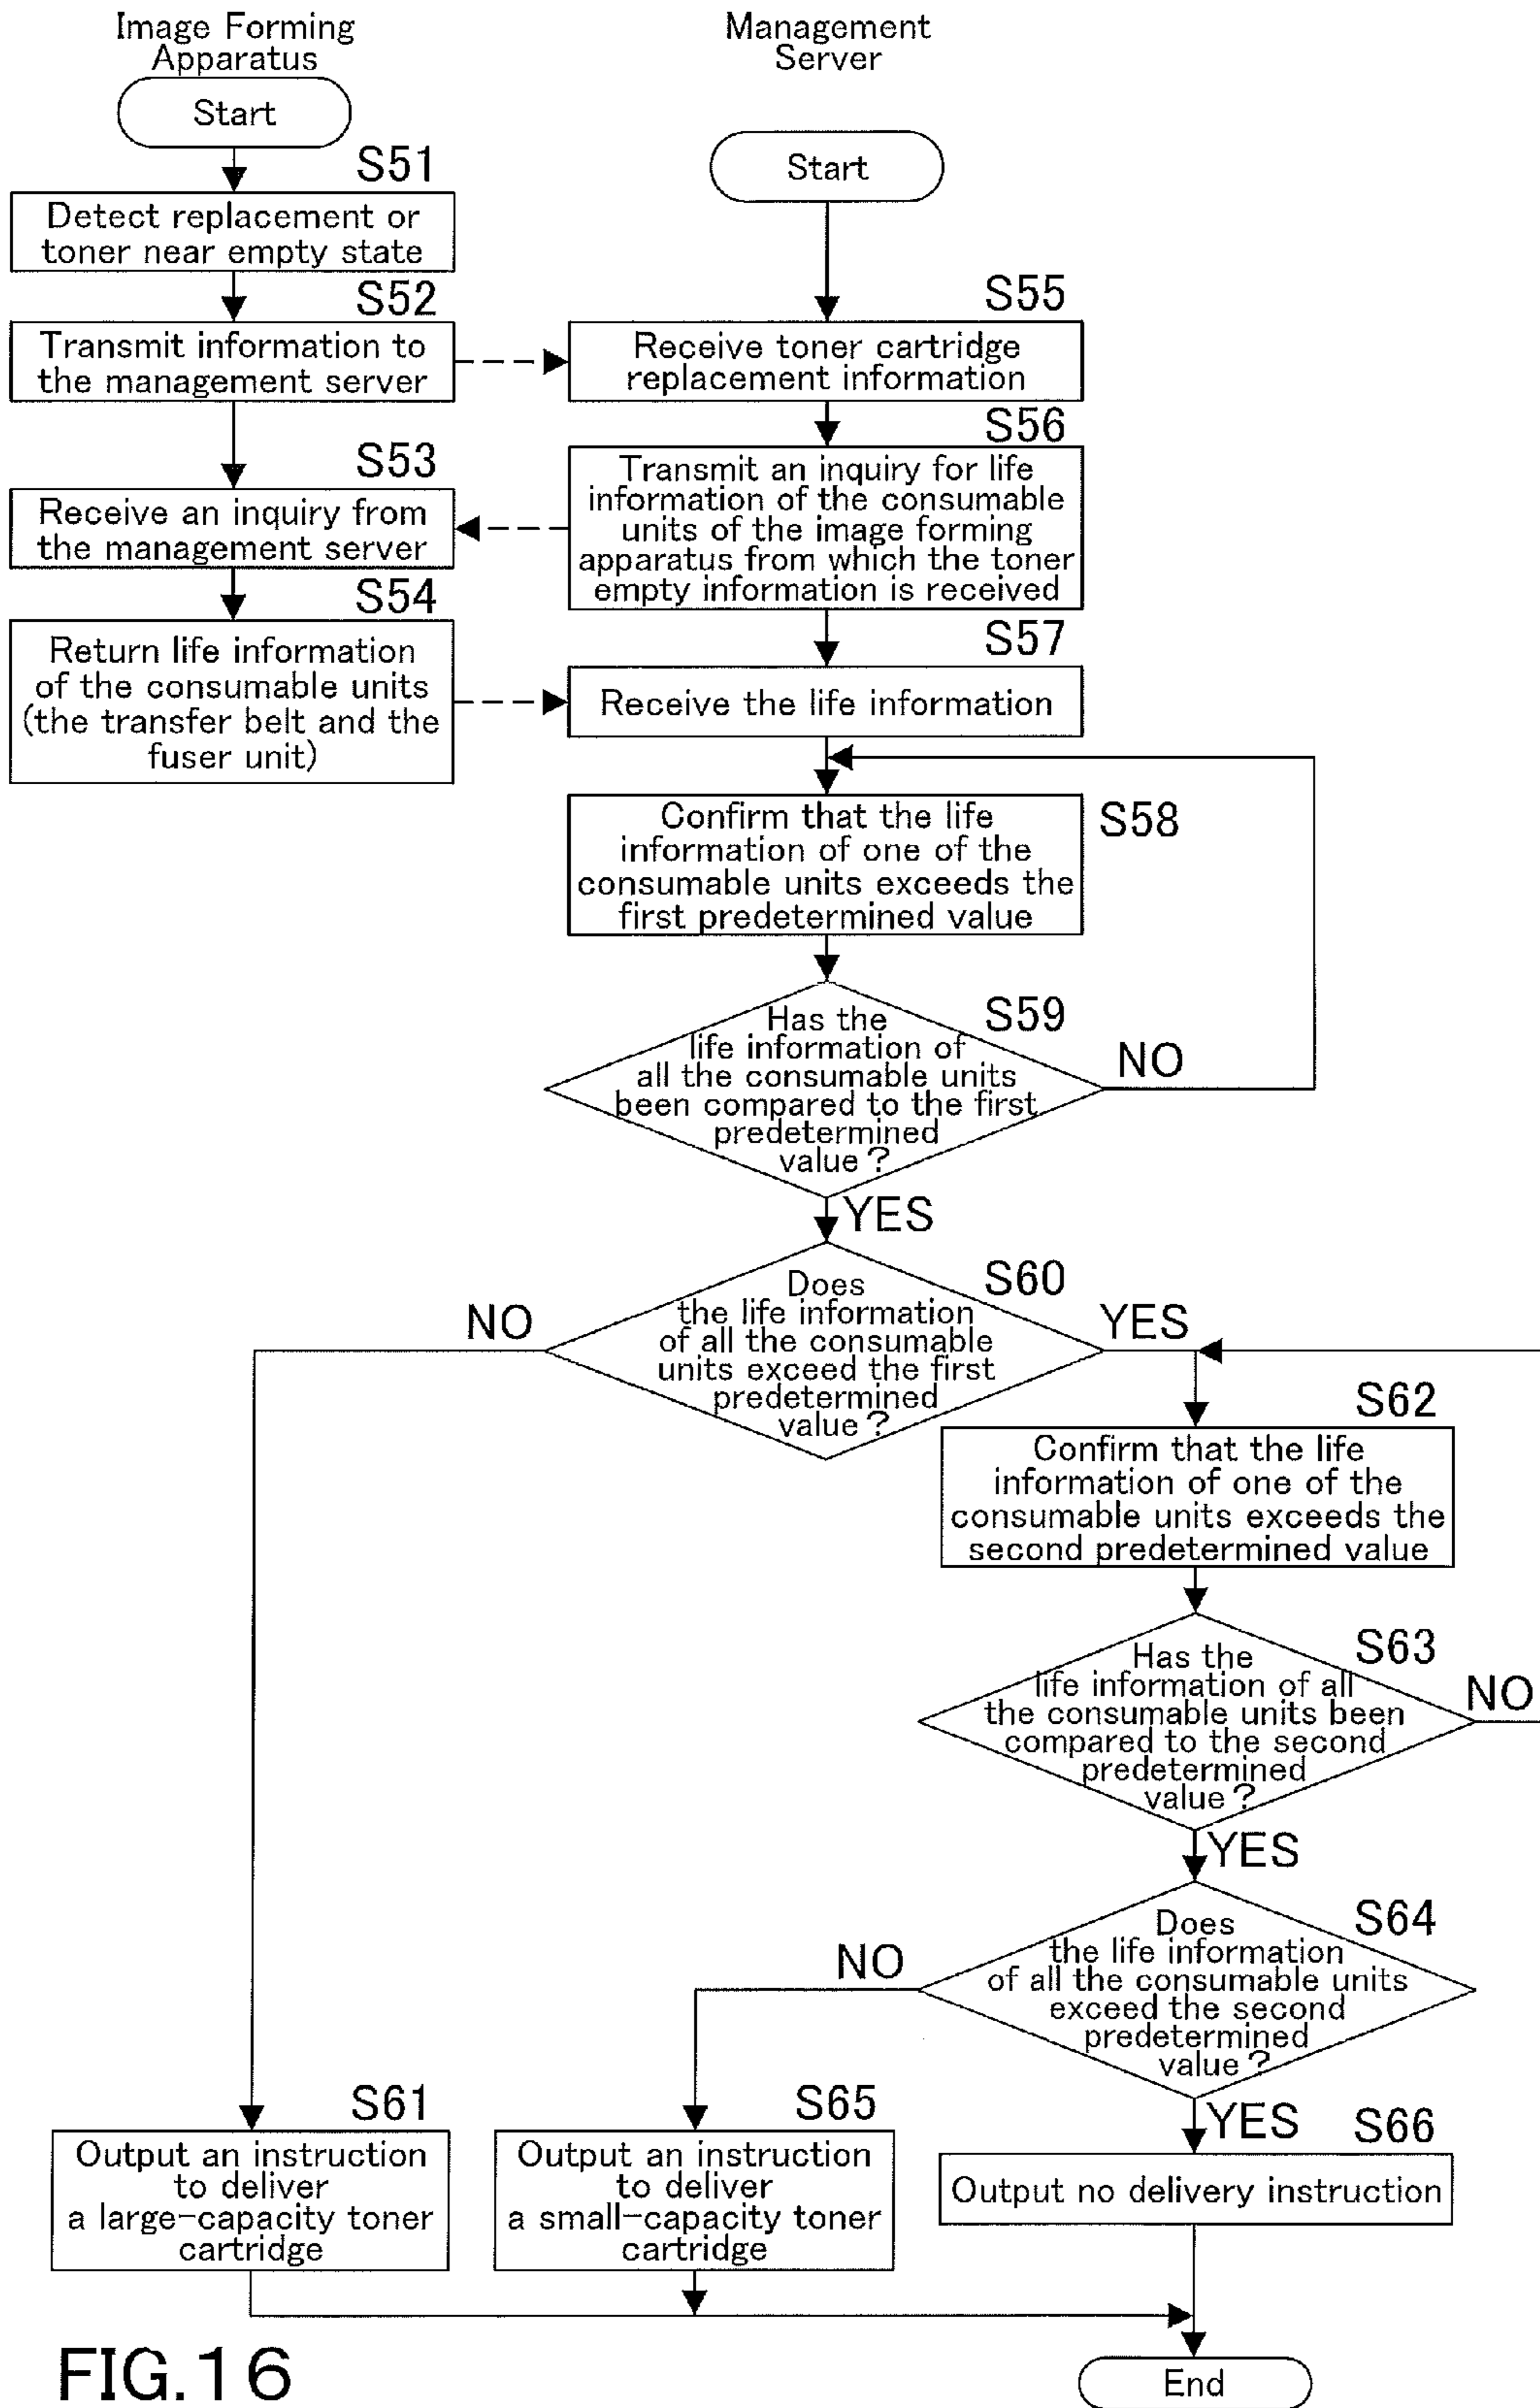 Image Forming
Apparatus
Management
Server
Start
Start
S51
Detect replacement or
toner near empty state
S52
Transmit information to
the management server
S55
Receive toner cartridge
replacement information
S56
Transmit an inquiry for life
information of the consumable
units of the image forming
apparatus from which the toner
empty information is received
S53
Receive an inquiry from
the management server
S54
Return life information
of the consumable units
(the transfer belt and the
fuser unit)
S57
Receive the life information
S58
Confirm that the life
information of one of the
consumable units exceeds the
first predetermined value
S59
Has the
life information of
all the consumable units
been compared to the first
predetermined
value?
NO
YES
S60
Does
the life information
of all the consumable
units exceed the first
predetermined
value?
NO
YES
S62
Confirm that the life
information of one of the
consumable units exceeds the
second predetermined value
S63
Has the
life information of all
the consumable units been
compared to the second
predetermined
value?
NO
YES
S64
Does
the life information
of all the consumable units
exceed the second
predetermined
value?
NO
YES
S61
Output an instruction
to deliver
a large-capacity toner
cartridge
S65
Output an instruction
to deliver
a small-capacity toner
cartridge
S66
Output no delivery instruction
End
FIG.16